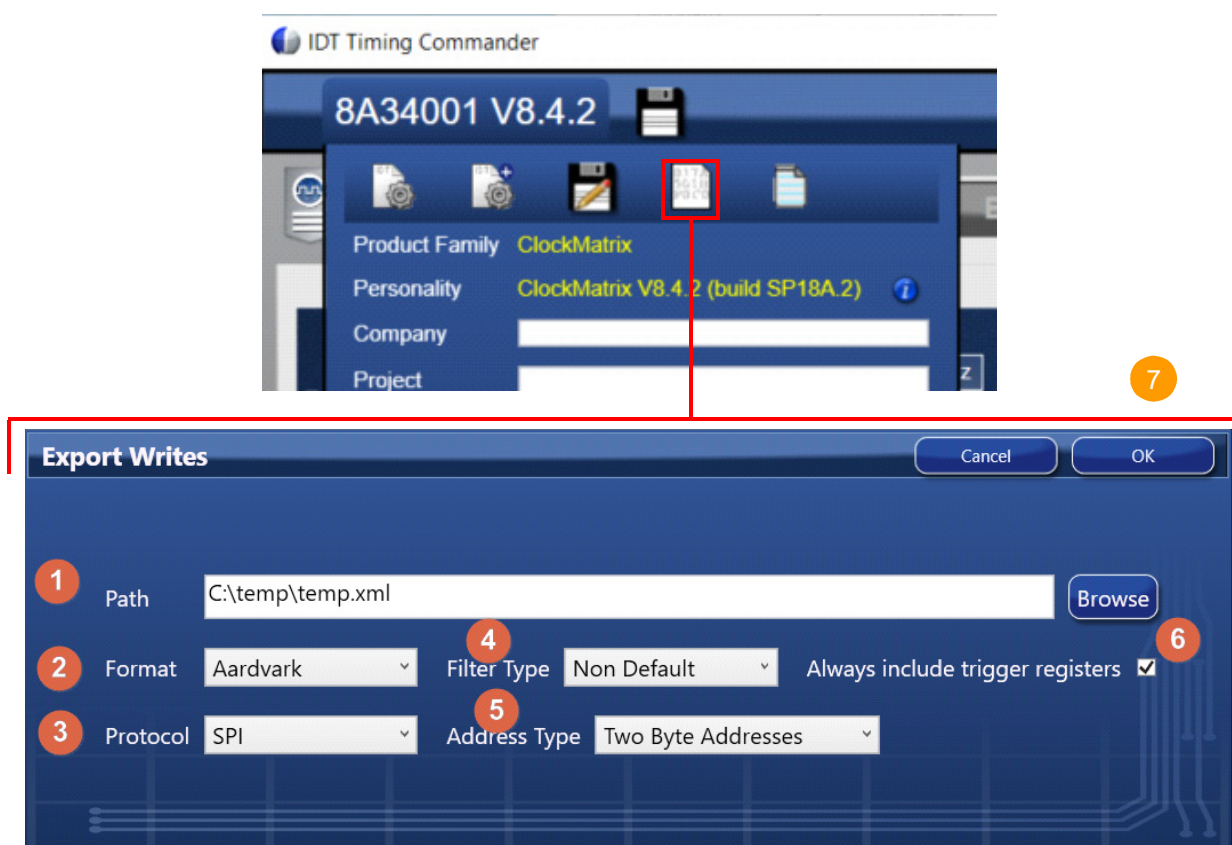 IDT Timing Commander
8A34001 V8.4.2
Product Family ClockMatrix
Personality ClockMatrix V8.4.2 (build SP18A.2)
Company
Project
z
7
Export Writes Cancel OK
1 Path C:\temp\temp.xml Browse
2 Format Aardvark 4 Filter Type Non Default Always include trigger registers 6
3 Protocol SPI 5 Address Type Two Byte Addresses